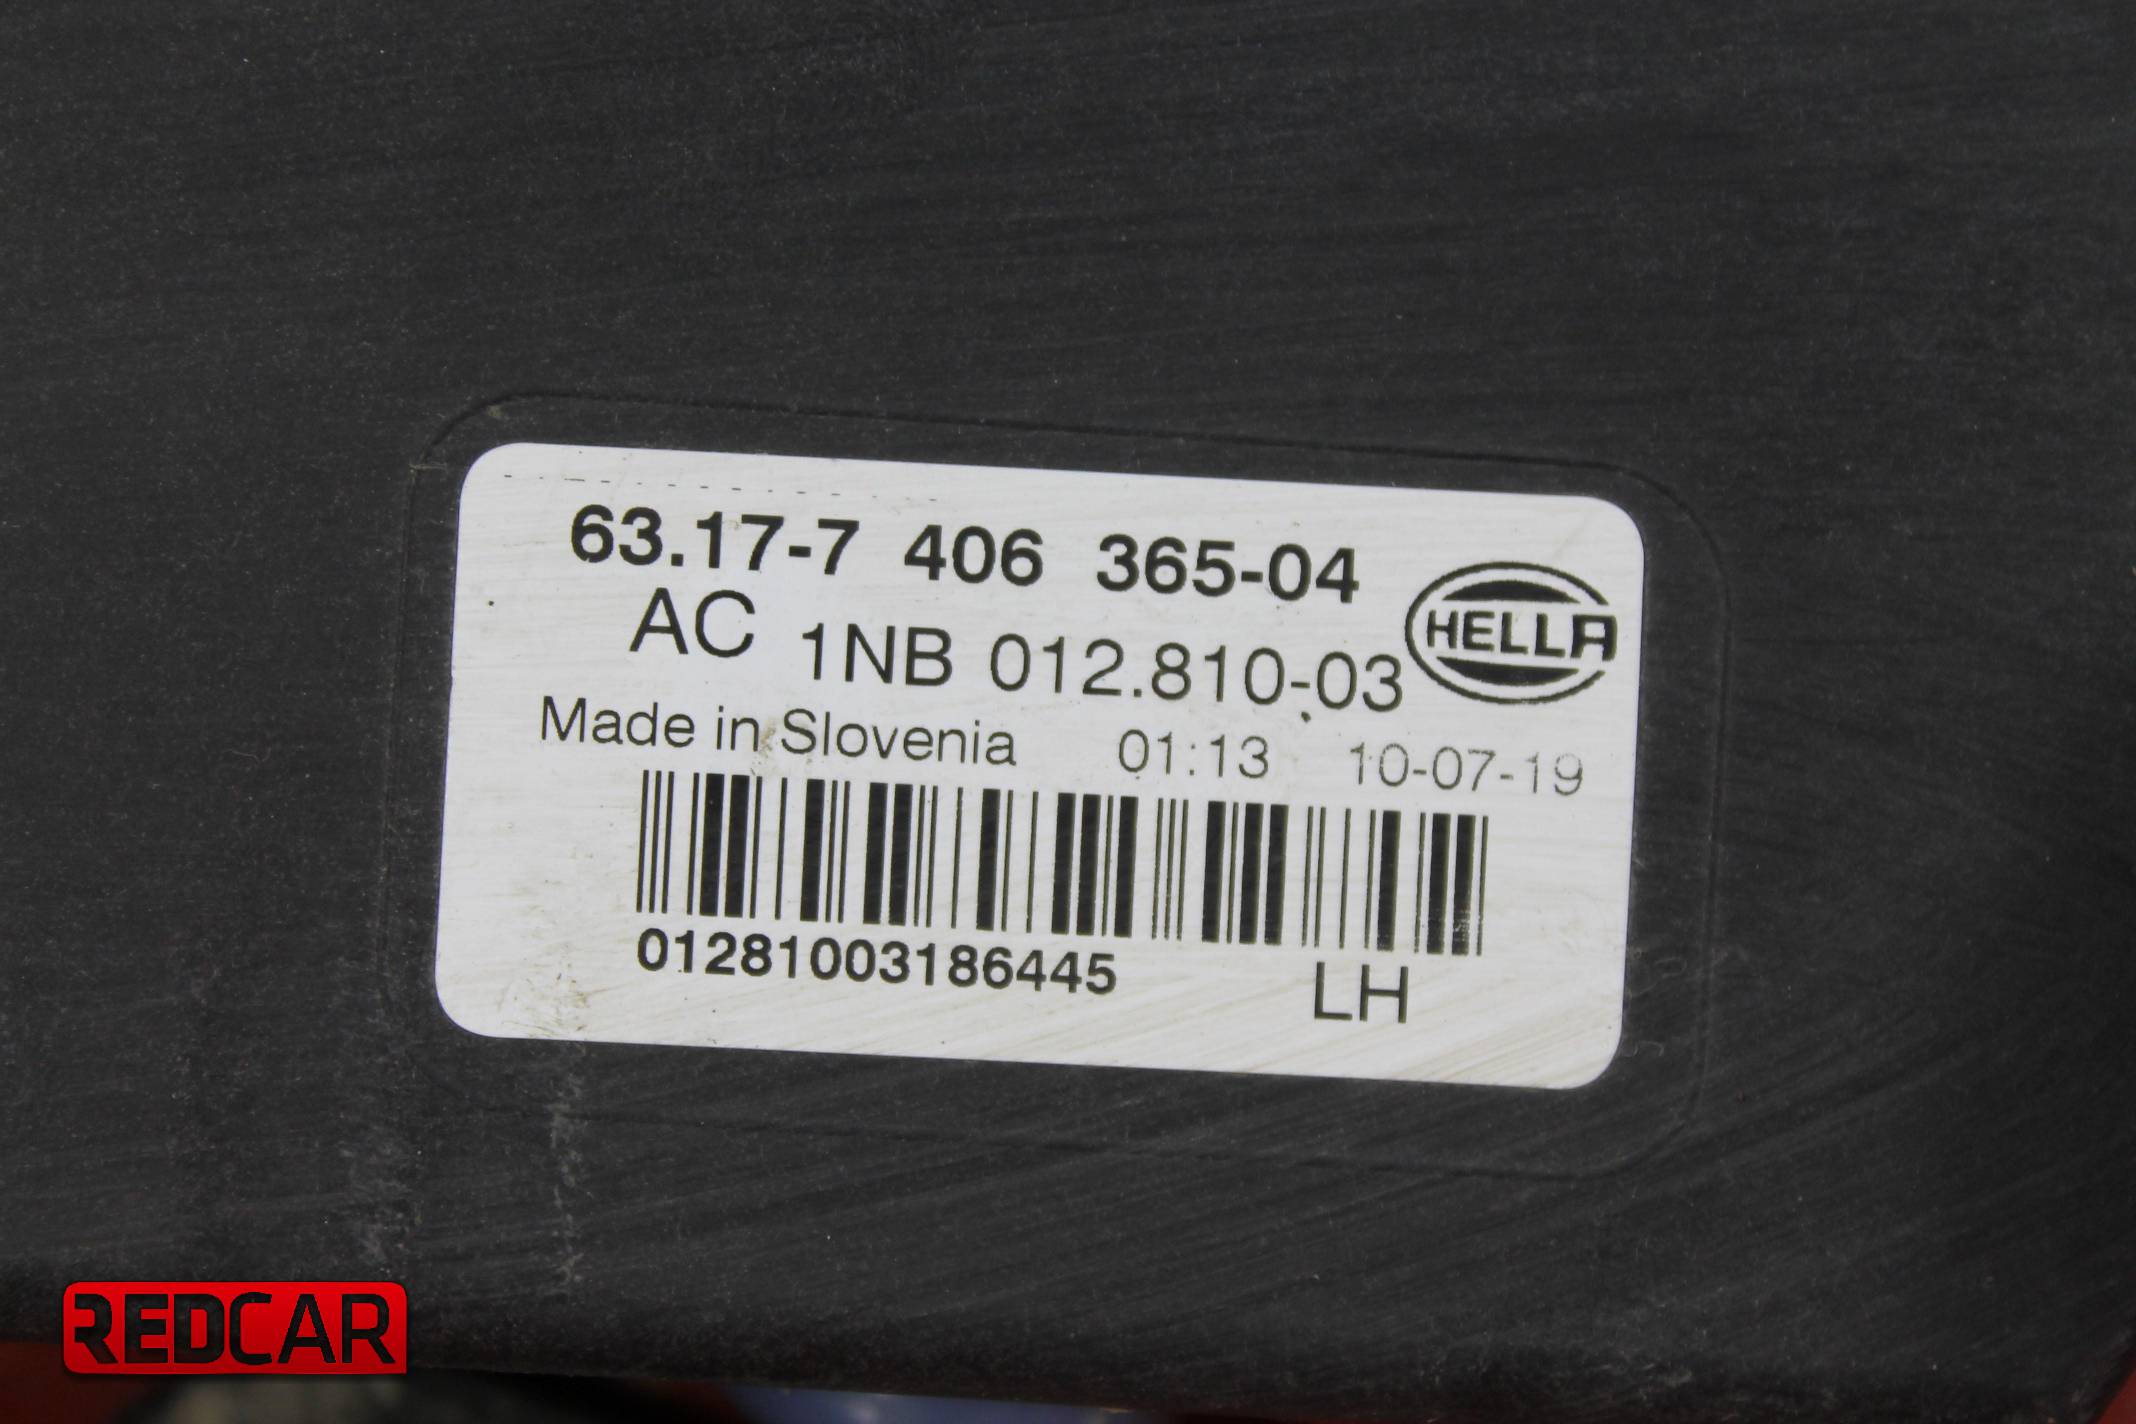 63.17-7 406 365-04
AC 1NB 012.810-03
HELLA
Made in Slovenia 01:13 10-07-19
01281003186445 LH
REDCAR